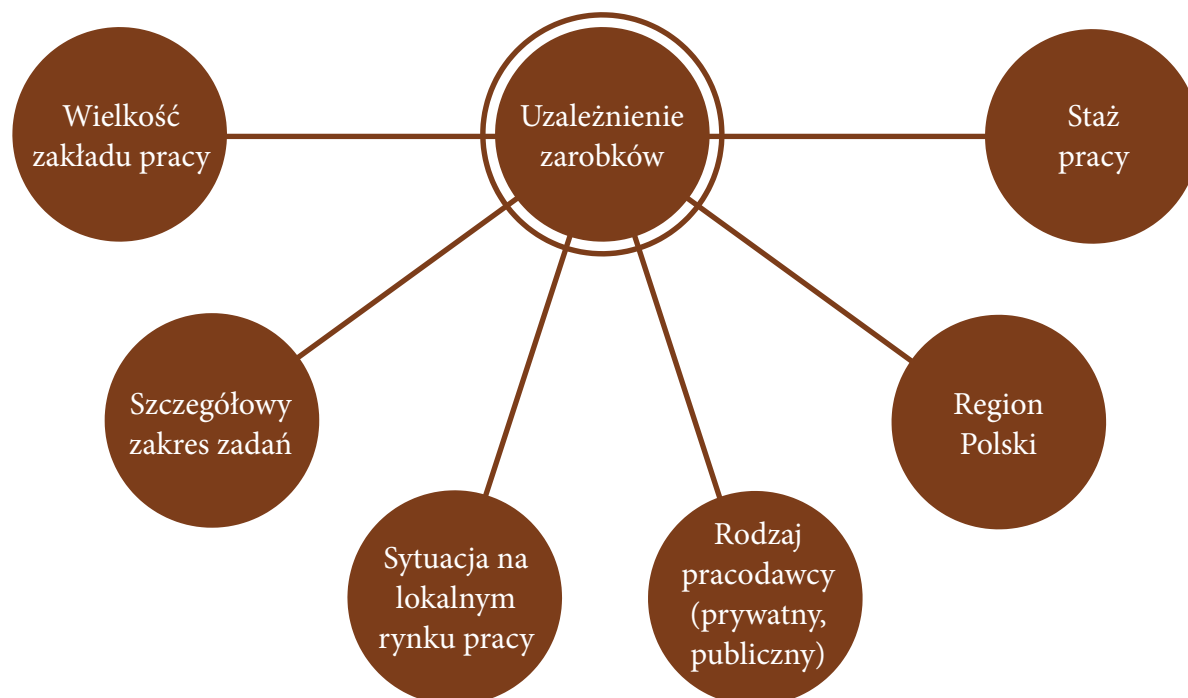 Wielkość
zakładu pracy
Uzależnienie
zarobków
Staż
pracy
Szczegółowy
zakres zadań
Region
Polski
Sytuacja na
lokalnym
rynku pracy
Rodzaj
pracodawcy
(prywatny,
publiczny)